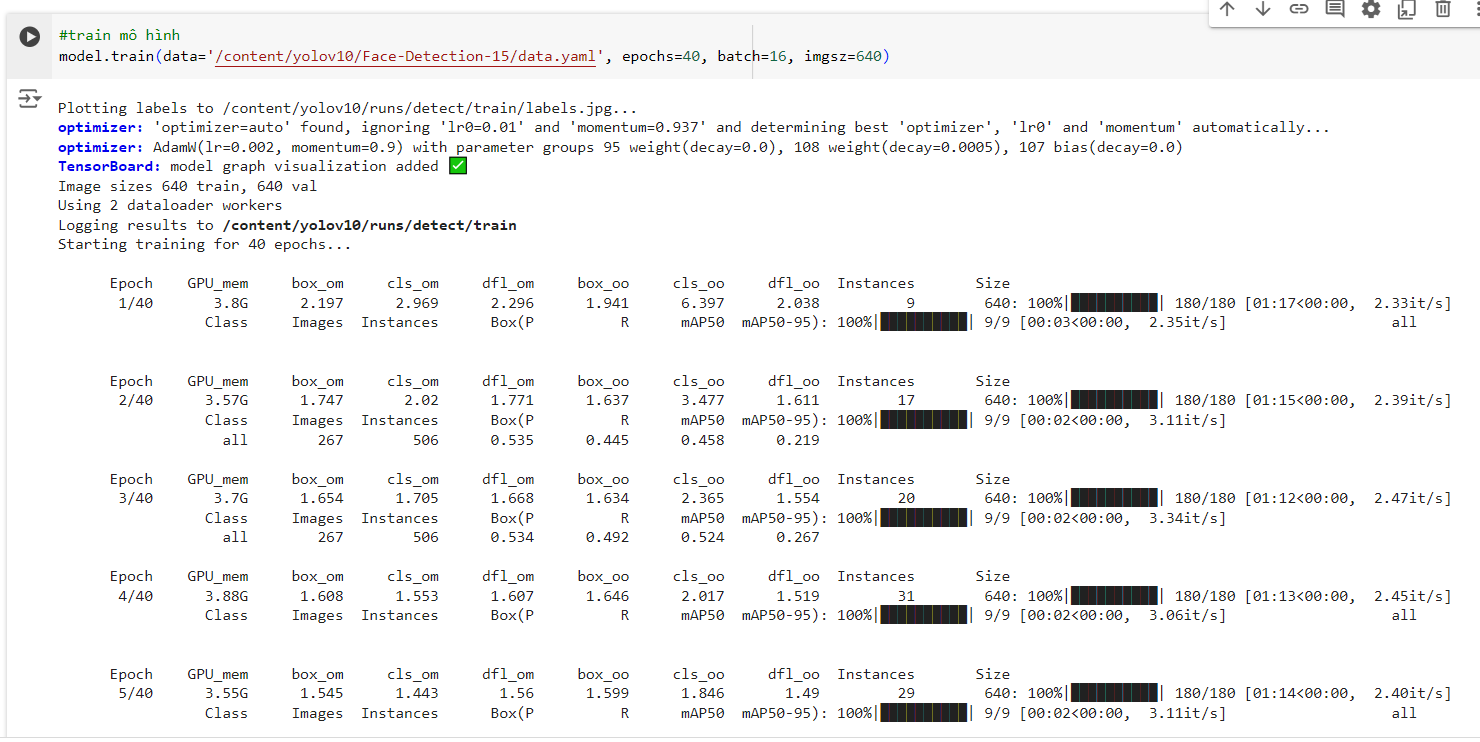 #train mô hình
model.train(data='/content/yolov10/Face-Detection-15/data.yaml', epochs=40, batch=16, imgsz=640)
Plotting labels to /content/yolov10/runs/detect/train/labels.jpg...
optimizer: 'optimizer=auto' found, ignoring 'lr0=0.01' and 'momentum=0.937' and determining best 'optimizer', 'lr0' and 'momentum' automatically...
optimizer: AdamW(lr=0.002, momentum=0.9) with parameter groups 95 weight(decay=0.0), 108 weight(decay=0.0005), 107 bias(decay=0.0)
TensorBoard: model graph visualization added ✅
Image sizes 640 train, 640 val
Using 2 dataloader workers
Logging results to /content/yolov10/runs/detect/train
Starting training for 40 epochs...
Epoch GPU_mem box_om cls_om dfl_om box_oo cls_oo dfl_oo Instances Size
1/40 3.8G 2.197 2.969 2.296 1.941 6.397 2.038 9 640: 100%|██████████| 180/180 [01:17<00:00, 2.33it/s]
Class Images Instances Box(P R mAP50 mAP50-95): 100%|██████████| 9/9 [00:03<00:00, 2.35it/s] all
Epoch GPU_mem box_om cls_om dfl_om box_oo cls_oo dfl_oo Instances Size
2/40 3.57G 1.747 2.02 1.771 1.637 3.477 1.611 17 640: 100%|██████████| 180/180 [01:15<00:00, 2.39it/s]
Class Images Instances Box(P R mAP50 mAP50-95): 100%|██████████| 9/9 [00:02<00:00, 3.11it/s]
all 267 506 0.535 0.445 0.458 0.219
Epoch GPU_mem box_om cls_om dfl_om box_oo cls_oo dfl_oo Instances Size
3/40 3.7G 1.654 1.705 1.668 1.634 2.365 1.554 20 640: 100%|██████████| 180/180 [01:12<00:00, 2.47it/s]
Class Images Instances Box(P R mAP50 mAP50-95): 100%|██████████| 9/9 [00:02<00:00, 3.34it/s]
all 267 506 0.534 0.492 0.524 0.267
Epoch GPU_mem box_om cls_om dfl_om box_oo cls_oo dfl_oo Instances Size
4/40 3.88G 1.608 1.553 1.607 1.646 2.017 1.519 31 640: 100%|██████████| 180/180 [01:13<00:00, 2.45it/s]
Class Images Instances Box(P R mAP50 mAP50-95): 100%|██████████| 9/9 [00:02<00:00, 3.06it/s] all
Epoch GPU_mem box_om cls_om dfl_om box_oo cls_oo dfl_oo Instances Size
5/40 3.55G 1.545 1.443 1.56 1.599 1.846 1.49 29 640: 100%|██████████| 180/180 [01:14<00:00, 2.40it/s]
Class Images Instances Box(P R mAP50 mAP50-95): 100%|██████████| 9/9 [00:02<00:00, 3.11it/s] all